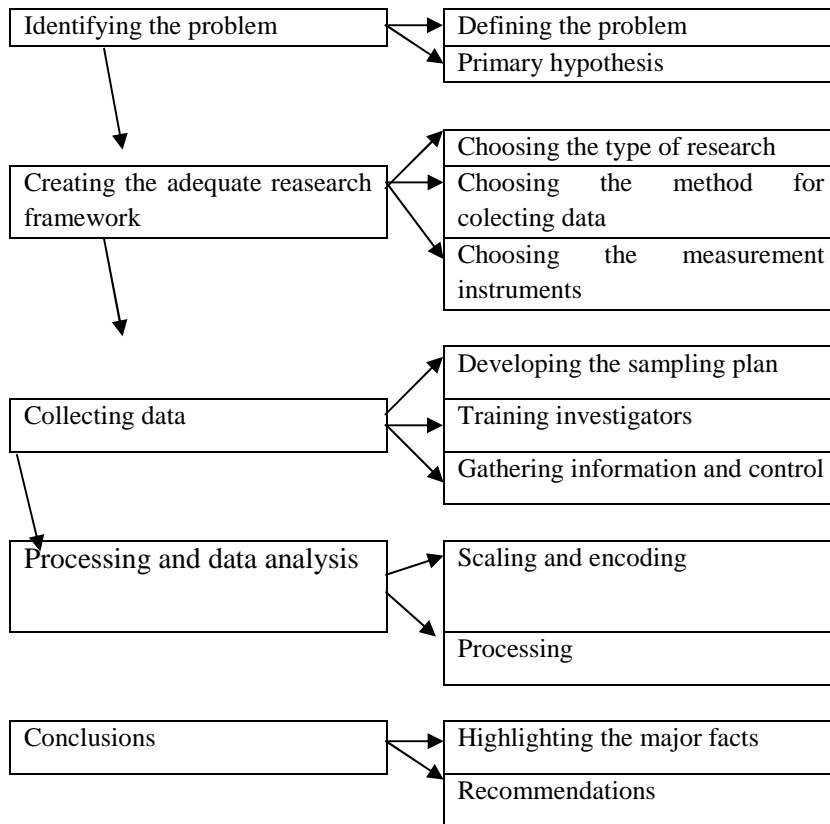 Identifying the problem
Defining the problem
Primary hypothesis
Creating the adequate reasearch
framework
Choosing the type of research
Choosing the method for
colecting data
Choosing the measurement
instruments
Collecting data
Developing the sampling plan
Training investigators
Gathering information and control
Processing and data analysis
Scaling and encoding
Processing
Conclusions
Highlighting the major facts
Recommendations